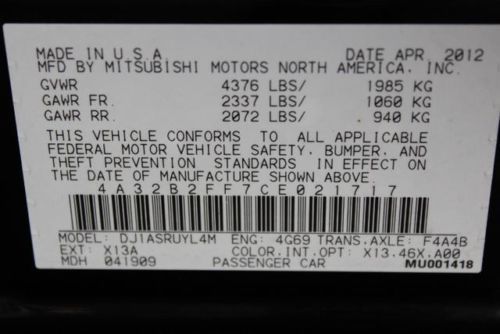 MADE IN U.S.A. DATE APR. 2012
MFD BY MITSUBISHI MOTORS NORTH AMERICA, INC.
GVWR 4376 LBS/ 1985 KG
GAWR FR. 2337 LBS/ 1060 KG
GAWR RR. 2072 LBS/ 940 KG
THIS VEHICLE CONFORMS TO ALL APPLICABLE
FEDERAL MOTOR VEHICLE SAFETY, BUMPER, AND
THEFT PREVENTION STANDARDS IN EFFECT ON
THE DATE OF MANUFACTURE SHOWN ABOVE.
4A32B2FF7CE021717
MODEL: DJ1ASRUYL4M ENG: 4G69 TRANS.AXLE: F4A4B
EXT: X13A COLOR.INT.OPT: X13.46X.A00
MDH 041909 PASSENGER CAR MU001418